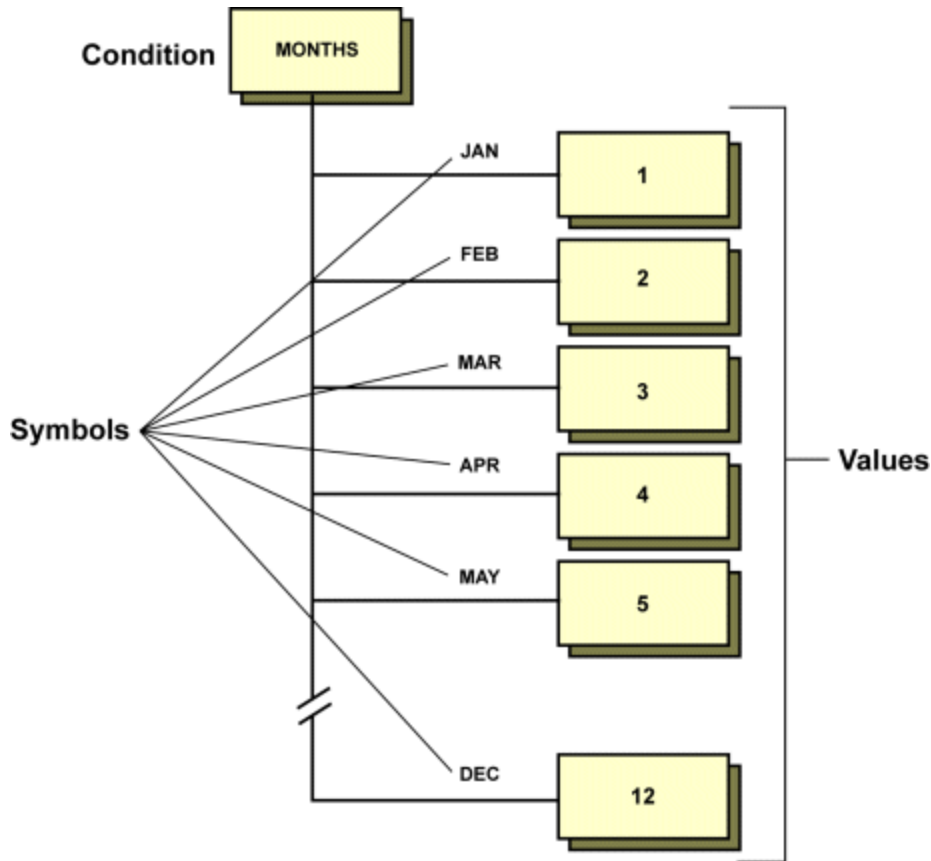 Condition
MONTHS
JAN
1
FEB
2
MAR
3
Symbols
APR
4
Values
MAY
5
DEC
12